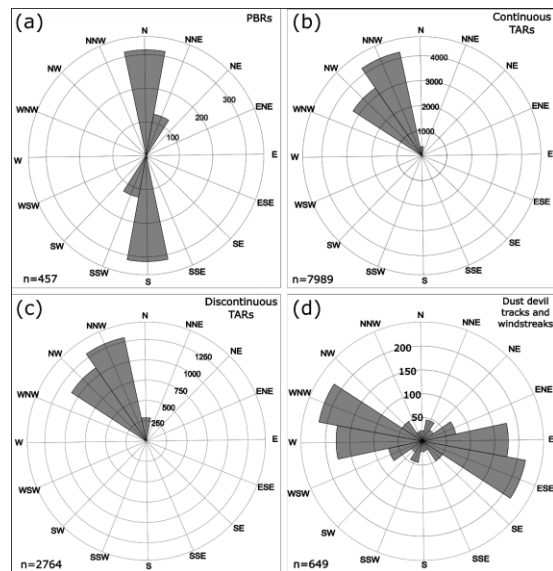 (a)
PBRs
N
NNE
NE
ENE
E
ESE
SE
SSE
S
SSW
SW
WSW
W
WNW
NW
NNW
100
200
300
n=457
(b)
Continuous
TARs
N
NNE
NE
ENE
E
ESE
SE
SSE
S
SSW
SW
WSW
W
WNW
NW
NNW
1000
2000
3000
4000
n=7989
(c)
Discontinuous
TARs
N
NNE
NE
ENE
E
ESE
SE
SSE
S
SSW
SW
WSW
W
WNW
NW
NNW
250
500
750
1000
1250
n=2764
(d)
Dust devil
tracks and
windstreaks
N
NNE
NE
ENE
E
ESE
SE
SSE
S
SSW
SW
WSW
W
WNW
NW
NNW
50
100
150
200
n=649